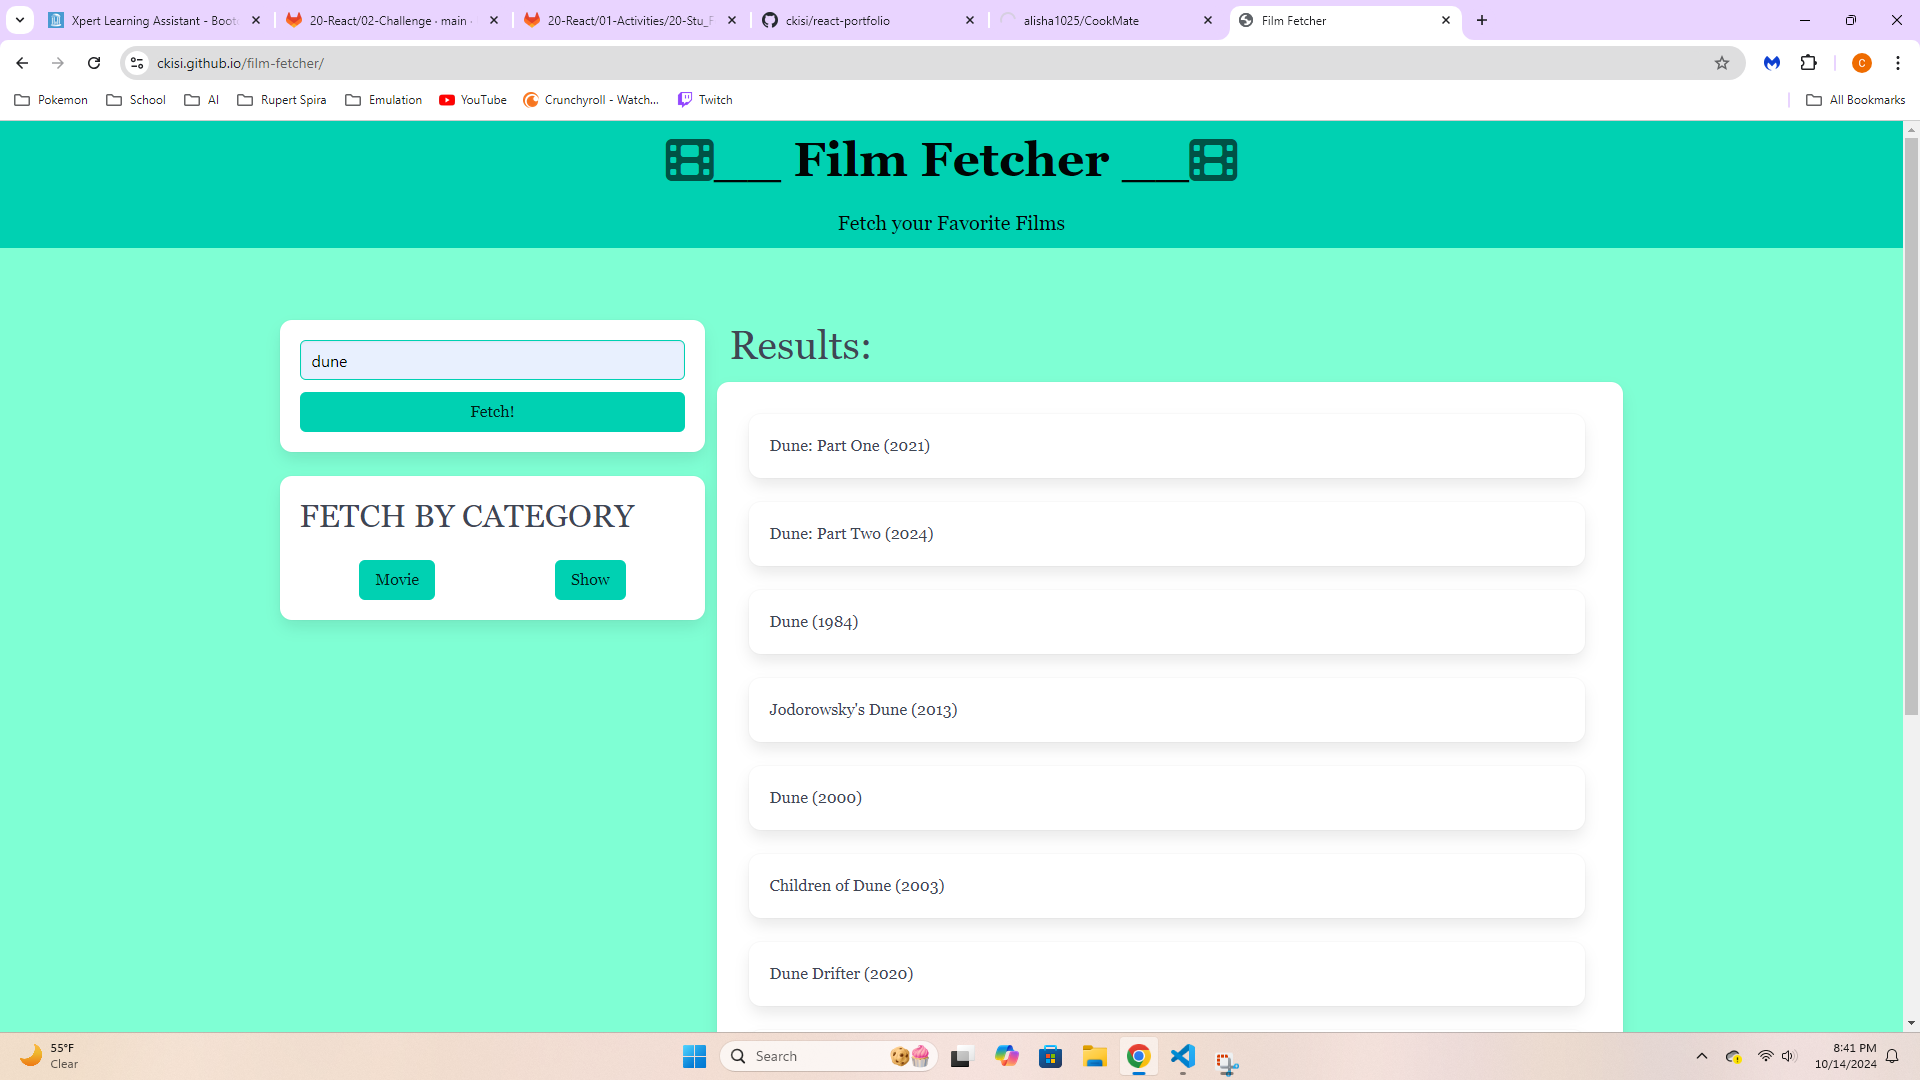 Xpert Learning Assistant - Boot
20-React/02-Challenge · main ·
20-React/01-Activities/20-Stu_F
ckisi/react-portfolio
alisha1025/CookMate
Film Fetcher
ckisi.github.io/film-fetcher/
C
Pokemon
School
AI
Rupert Spira
Emulation
YouTube
Crunchyroll - Watch...
Twitch
All Bookmarks
___ Film Fetcher ___
Fetch your Favorite Films
dune
Fetch!
FETCH BY CATEGORY
Movie
Show
Results:
Dune: Part One (2021)
Dune: Part Two (2024)
Dune (1984)
Jodorowsky's Dune (2013)
Dune (2000)
Children of Dune (2003)
Dune Drifter (2020)
55°F
Clear
Search
8:41 PM
10/14/2024